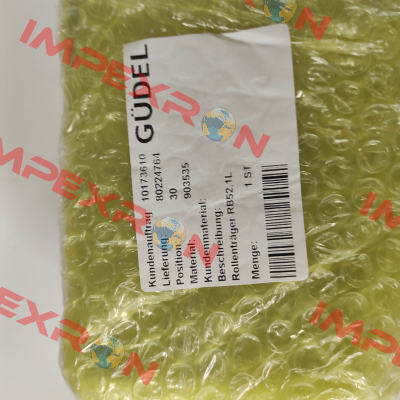 GÜDEL
Kundenauftrag: 10173610
Lieferung: 80224764
Position: 30
Material: 903535
Kundenmaterial:
Beschreibung:
Rollenträger RB52.1L
Menge: 1 ST
IMPEXRON
IMPEXRON
IMPEXRON
IMPEXRON